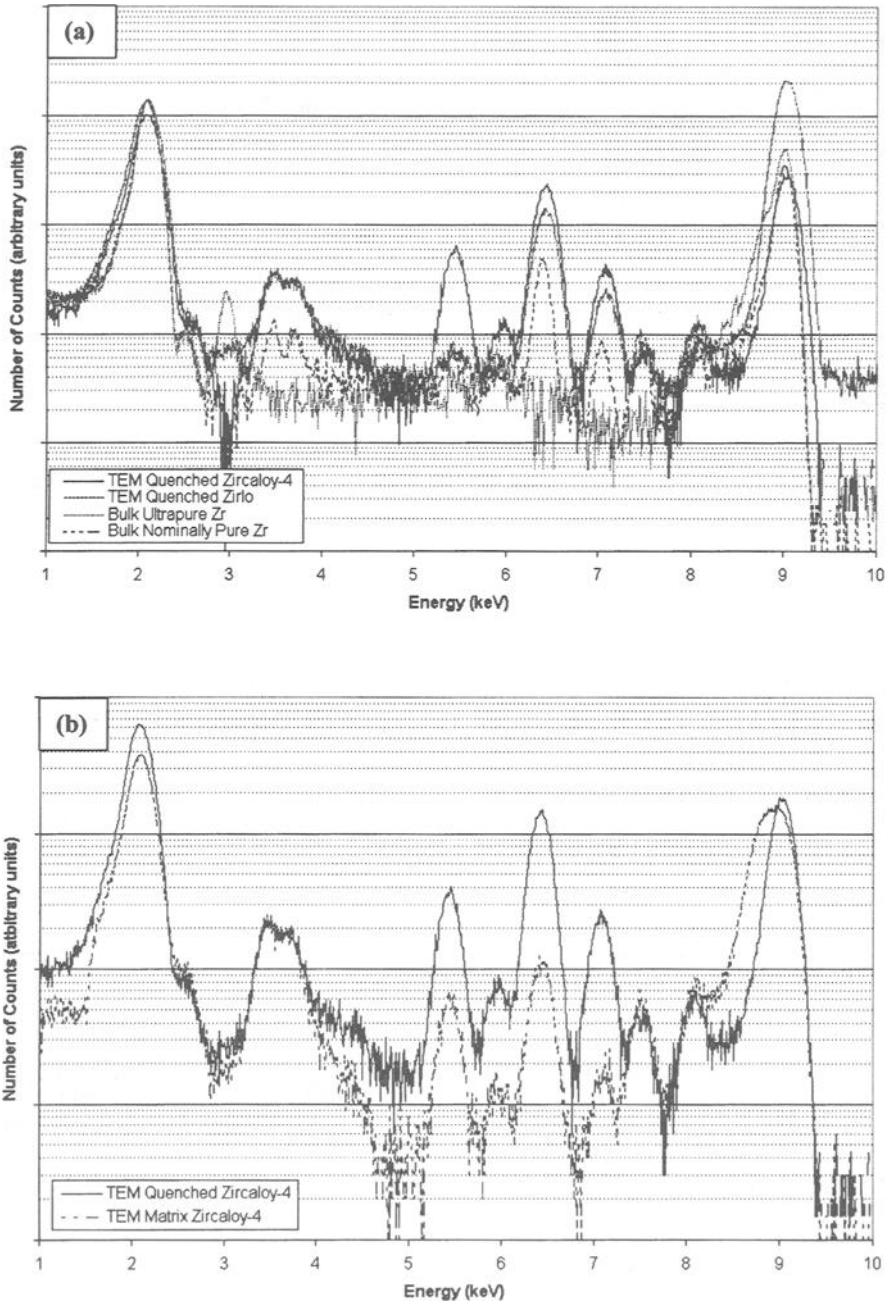 (a)
Number of Counts (arbitrary units)
TEM Quenched Zircaloy-4
TEM Quenched Zirlo
Bulk Ultrapure Zr
Bulk Nominally Pure Zr
1 2 3 4 5 6 7 8 9 10
Energy (keV)
(b)
Number of Counts (atbitrary units)
TEM Quenched Zircaloy-4
TEM Matrix Zircaloy-4
1 2 3 4 5 6 7 8 9 10
Energy (keV)